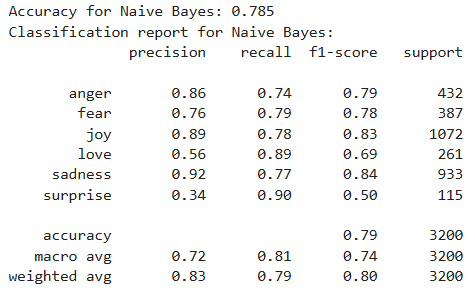 Accuracy for Naive Bayes: 0.785
Classification report for Naive Bayes:
precision recall f1-score support
anger 0.86 0.74 0.79 432
fear 0.76 0.79 0.78 387
joy 0.89 0.78 0.83 1072
love 0.56 0.89 0.69 261
sadness 0.92 0.77 0.84 933
surprise 0.34 0.90 0.50 115
accuracy 0.79 3200
macro avg 0.72 0.81 0.74 3200
weighted avg 0.83 0.79 0.80 3200